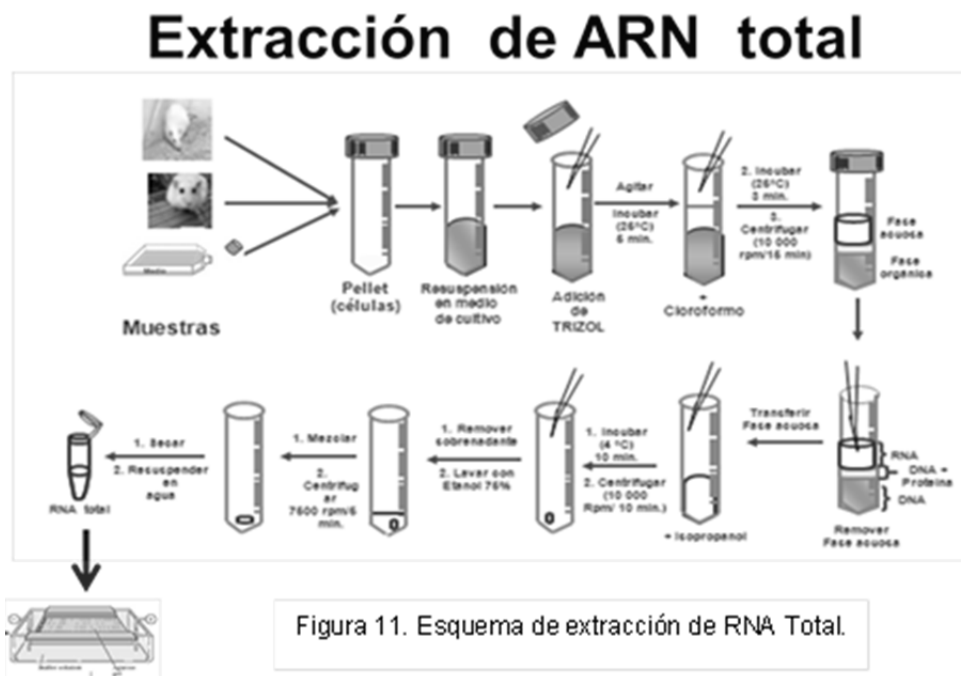 Extracción de ARN total
Muestras
Medio
Pellet
(células)
Resuspensión
en medio
de cultivo
Adición
de
TRIZOL
Agitar
Incubar
(25°C)
5 min.
+
Cloroformo
2. Incubar
(25°C)
3 min.
3.
Centrifugar
(10 000
rpm/15 min)
Fase
acuosa
Fase
orgánica
RNA
DNA +
Proteína
DNA
Remover
Fase acuosa
Transferir
Fase acuosa
+ Isopropanol
1. Incubar
(4 °C)
10 min.
2. Centrifugar
(10 000
Rpm/ 10 min.)
1. Remover
sobrenadante
2. Lavar con
Etanol 75%
1. Mezclar
2.
Centrifug
ar
7500 rpm/5
min.
1. Secar
2. Resuspender
en
agua
RNA total
Figura 11. Esquema de extracción de RNA Total.